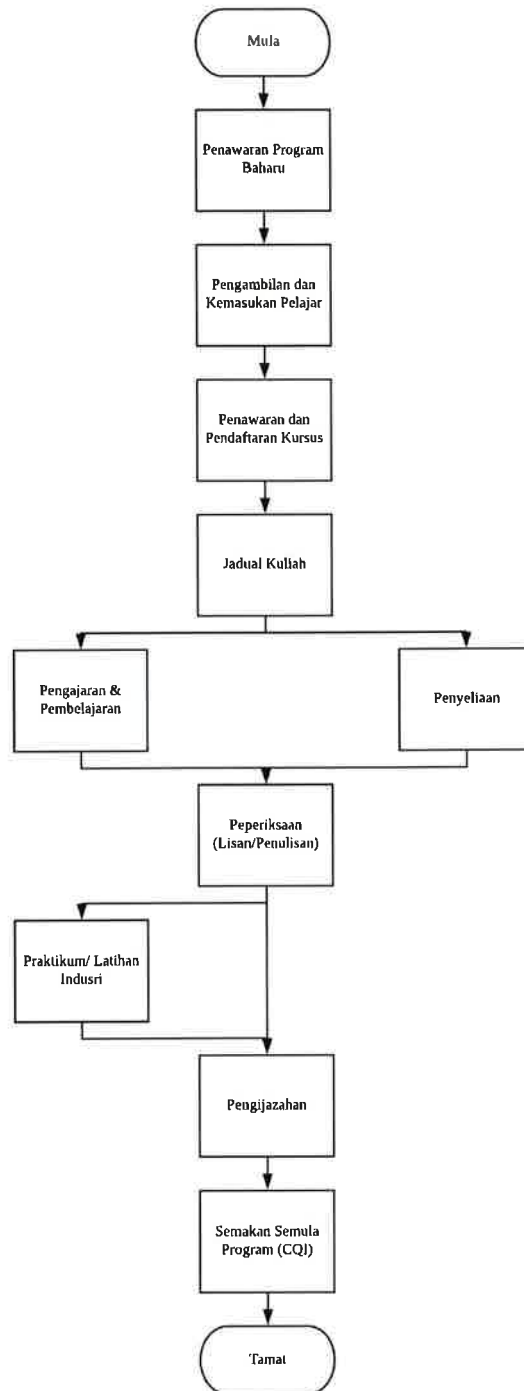 Mula
Penawaran Program
Baharu
Pengambilan dan
Kemasukan Pelajar
Penawaran dan
Pendaftaran Kursus
Jadual Kuliah
Pengajaran &
Pembelajaran
Penyeliaan
Peperiksaan
(Lisan/Penulisan)
Praktikum/ Latihan
Indusri
Pengijazahan
Semakan Semula
Program (CQI)
Tamat